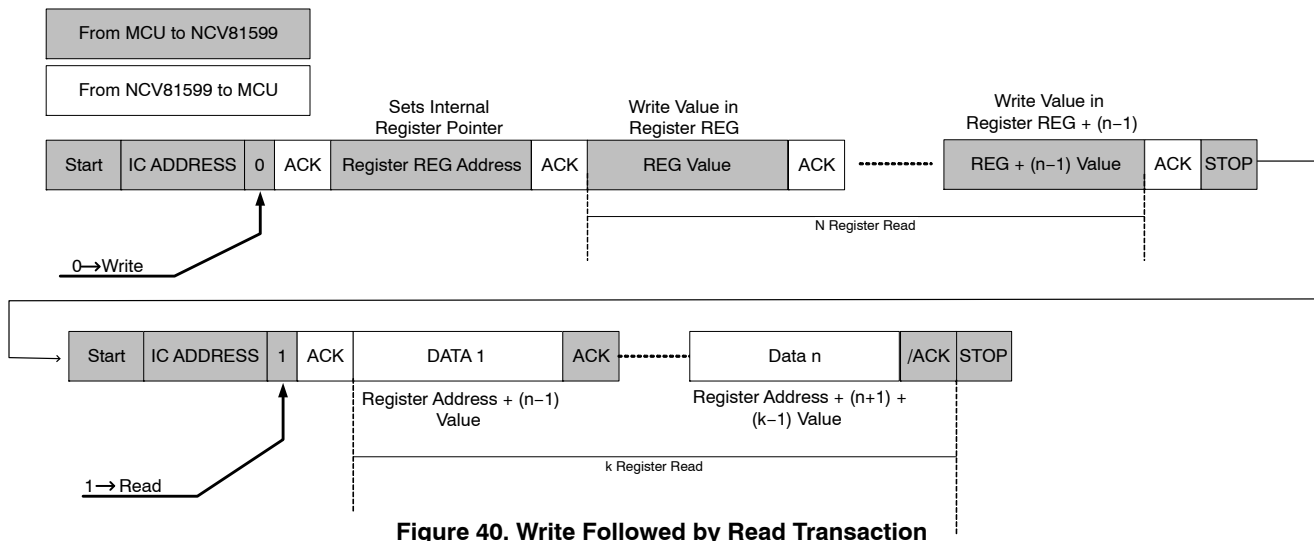 From MCU to NCV81599
From NCV81599 to MCU
Sets Internal
Register Pointer
Write Value in
Register REG
Write Value in
Register REG + (n−1)
Start IC ADDRESS 0 ACK Register REG Address ACK REG Value ACK REG + (n−1) Value ACK STOP
N Register Read
0→Write
Start IC ADDRESS 1 ACK DATA 1 ACK Data n /ACK STOP
Register Address + (n−1)
Value
Register Address + (n+1) +
(k−1) Value
k Register Read
1→Read
Figure 40. Write Followed by Read Transaction